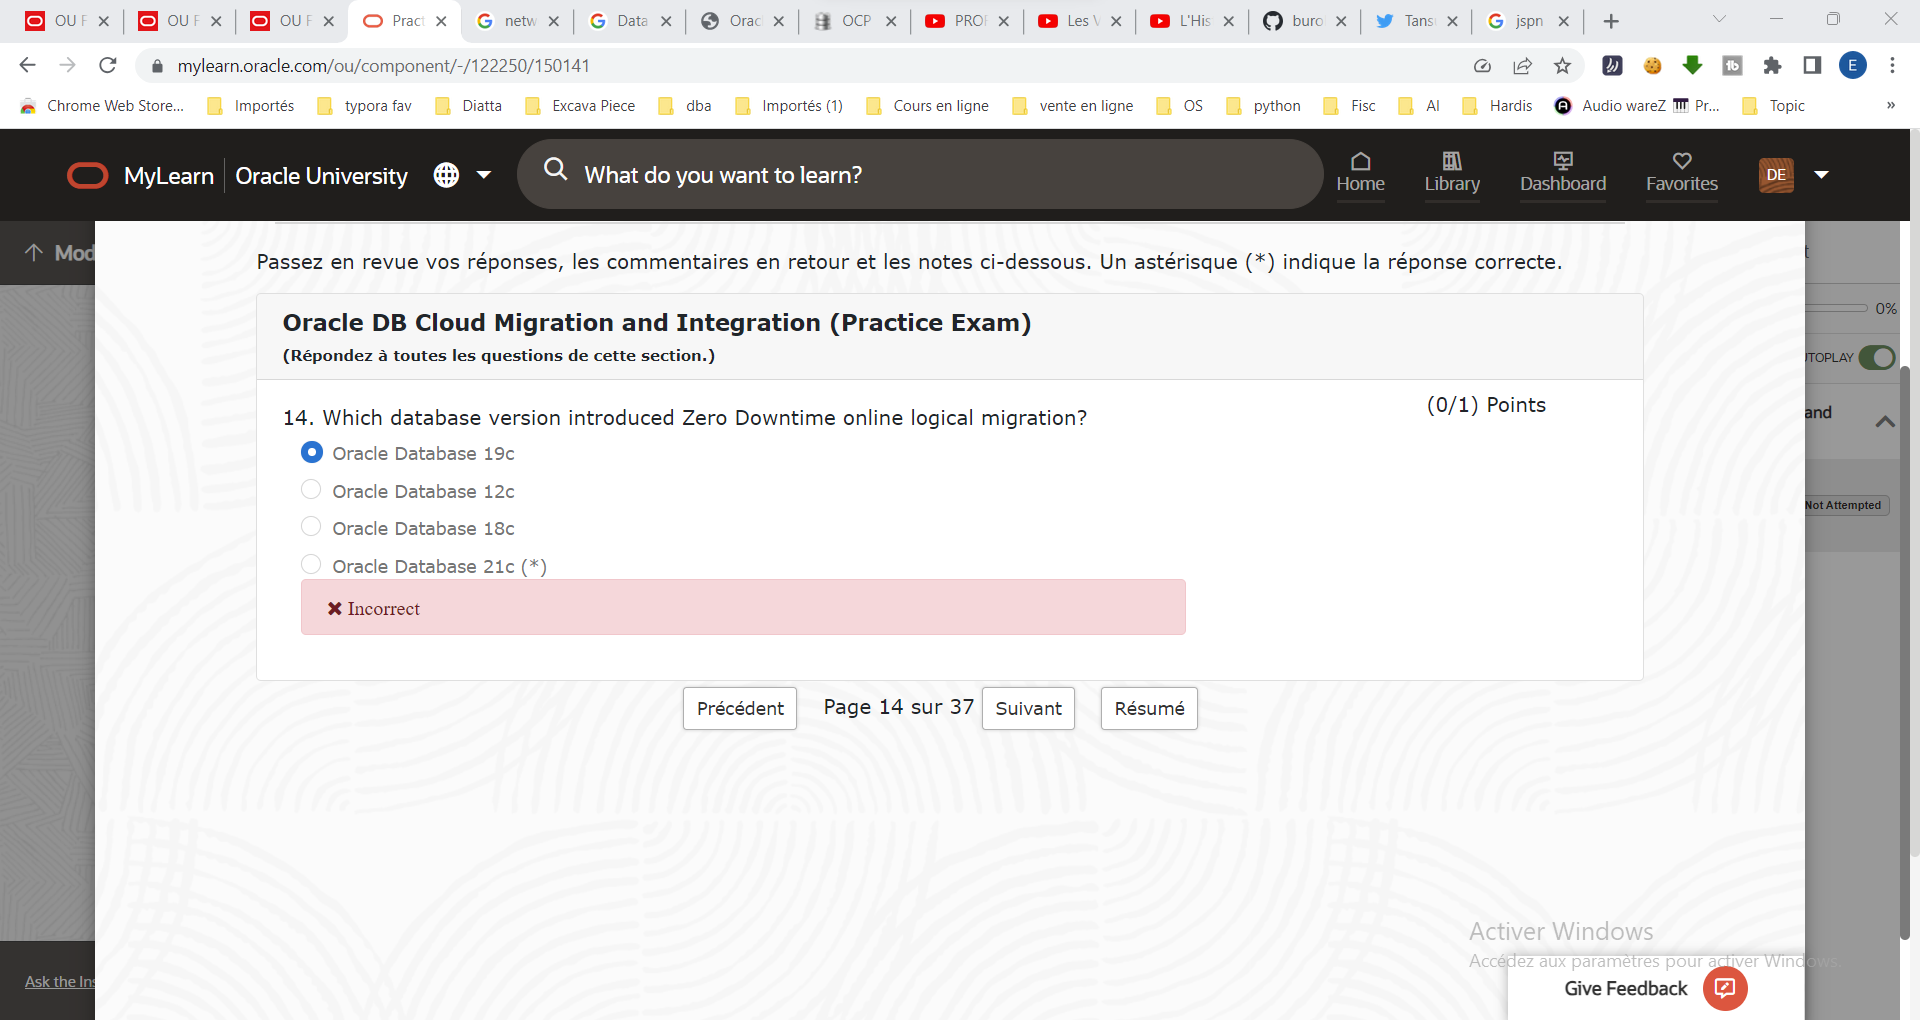 OU F
OU F
OU F
Pract
netw
Data
Orac
OCP
PROF
Les V
L'His
buro
Tans
jspn
mylearn.oracle.com/ou/component/-/122250/150141
E
Chrome Web Store...
Importés
typora fav
Diatta
Excava Piece
dba
Importés (1)
Cours en ligne
vente en ligne
OS
python
Fisc
AI
Hardis
Audio wareZ
Pr...
Topic
»
MyLearn
Oracle University
What do you want to learn?
Home
Library
Dashboard
Favorites
DE
Mod
t
Passez en revue vos réponses, les commentaires en retour et les notes ci-dessous. Un astérisque (*) indique la réponse correcte.
0%
Oracle DB Cloud Migration and Integration (Practice Exam)
(Répondez à toutes les questions de cette section.)
UTOPLAY
and
14. Which database version introduced Zero Downtime online logical migration?
(0/1) Points
Oracle Database 19c
Oracle Database 12c
Oracle Database 18c
Oracle Database 21c (*)
Not Attempted
Incorrect
Précédent
Page 14 sur 37
Suivant
Résumé
Activer Windows
Accédez aux paramètres pour activer Windows.
Ask the Ins
Give Feedback